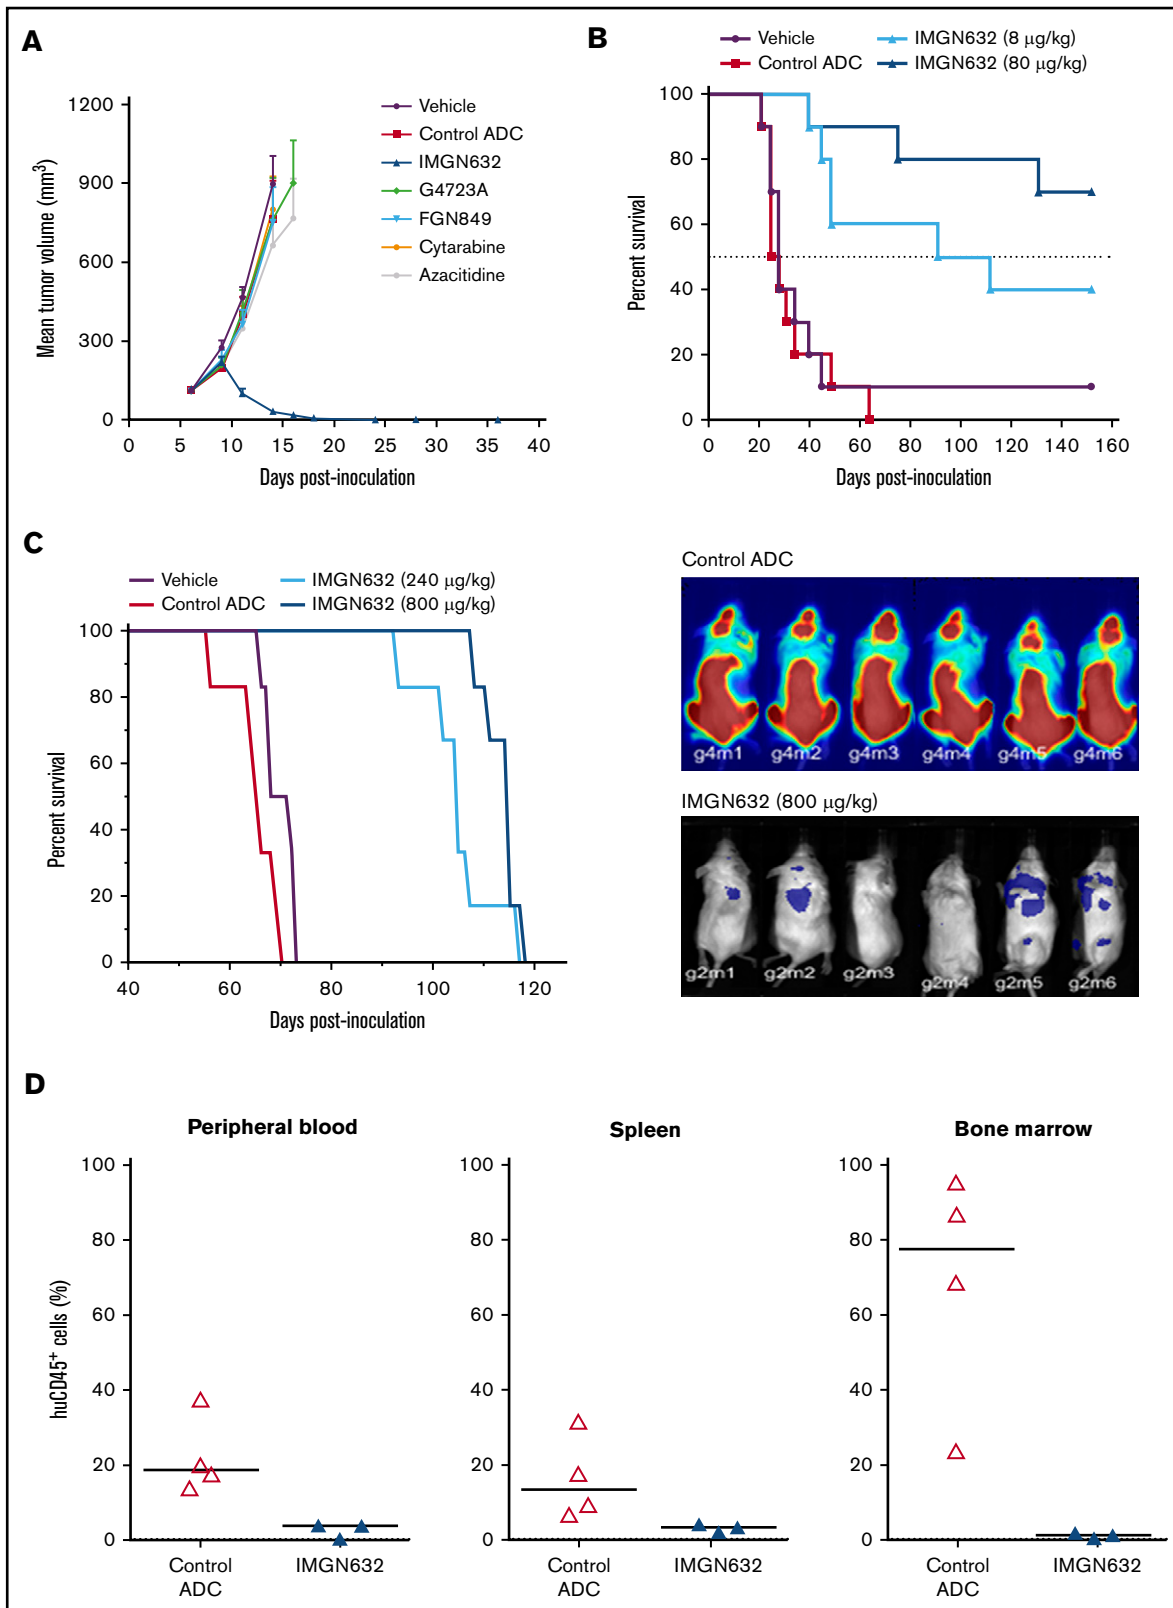 A
1200
900
600
300
0
Mean tumor volume (mm³)
0 5 10 15 20 25 30 35 40
Days post-inoculation
Vehicle
Control ADC
IMGN632
G4723A
FGN849
Cytarabine
Azacitidine
B
Vehicle
Control ADC
IMGN632 (8 μg/kg)
IMGN632 (80 μg/kg)
100
80
60
40
20
0
Percent survival
0 20 40 60 80 100 120 140 160
Days post-inoculation
C
Vehicle
Control ADC
IMGN632 (240 μg/kg)
IMGN632 (800 μg/kg)
100
80
60
40
20
0
Percent survival
40 60 80 100 120
Days post-inoculation
Control ADC
g4m1 g4m2 g4m3 g4m4 g4m5 g4m6
IMGN632 (800 μg/kg)
g2m1 g2m2 g2m3 g2m4 g2m5 g2m6
D
Peripheral blood
huCD45⁺ cells (%)
100
80
60
40
20
0
Control ADC
IMGN632
Spleen
100
80
60
40
20
0
Control ADC
IMGN632
Bone marrow
100
80
60
40
20
0
Control ADC
IMGN632